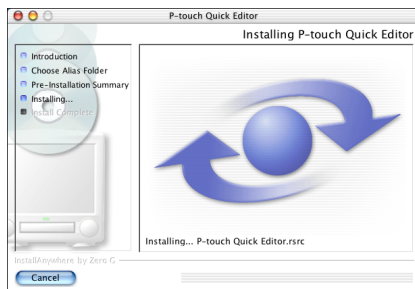 P-touch Quick Editor
Installing P-touch Quick Editor
Introduction
Choose Alias Folder
Pre-Installation Summary
Installing...
Install Complete
Installing... P-touch Quick Editor.rsrc
InstallAnywhere by Zero G
Cancel